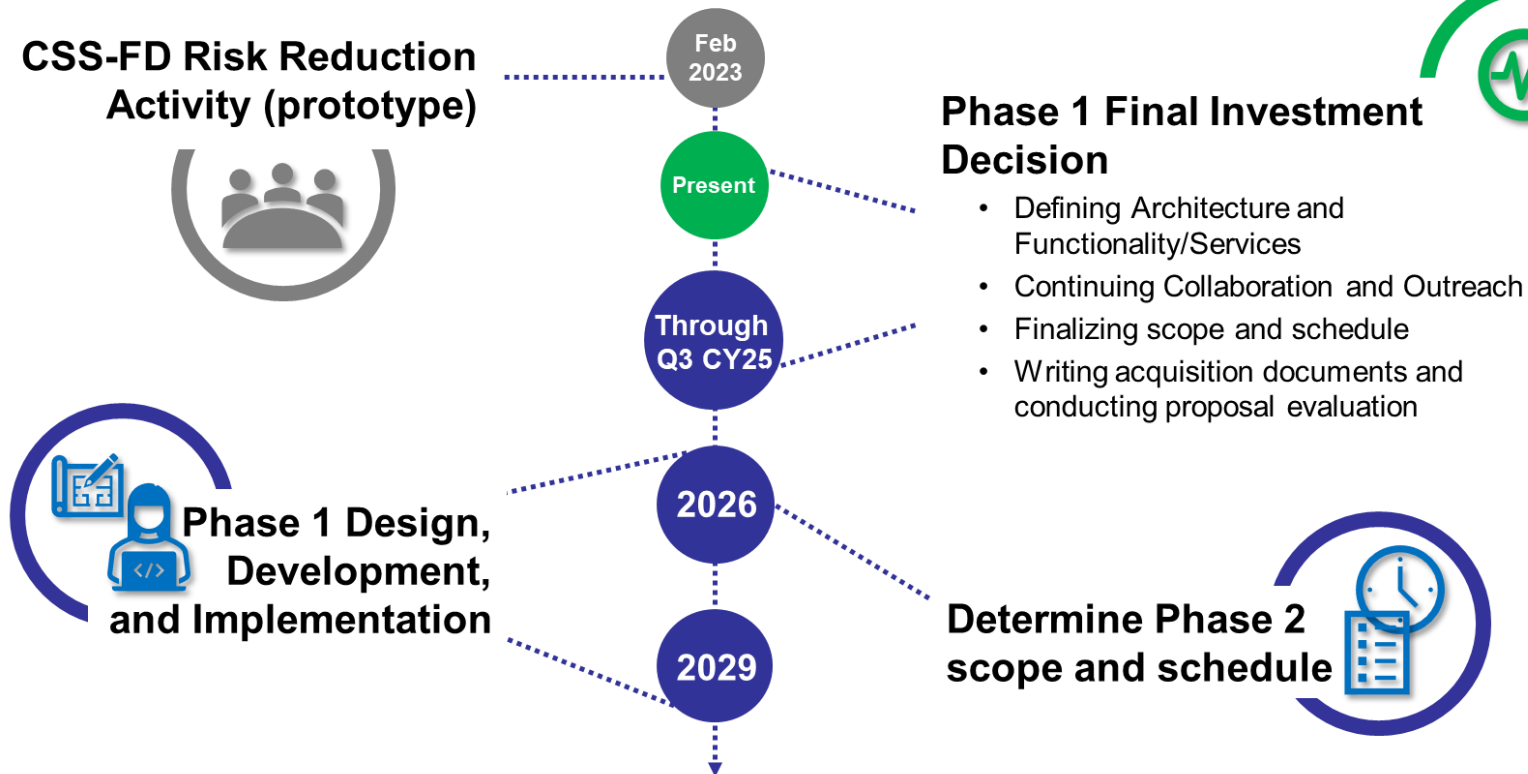 CSS-FD Risk Reduction
Activity (prototype)
Feb
2023
Present
Phase 1 Final Investment
Decision
• Defining Architecture and
Functionality/Services
• Continuing Collaboration and Outreach
• Finalizing scope and schedule
• Writing acquisition documents and
conducting proposal evaluation
Through
Q3 CY25
Phase 1 Design,
Development,
and Implementation
</>
2026
2029
Determine Phase 2
scope and schedule